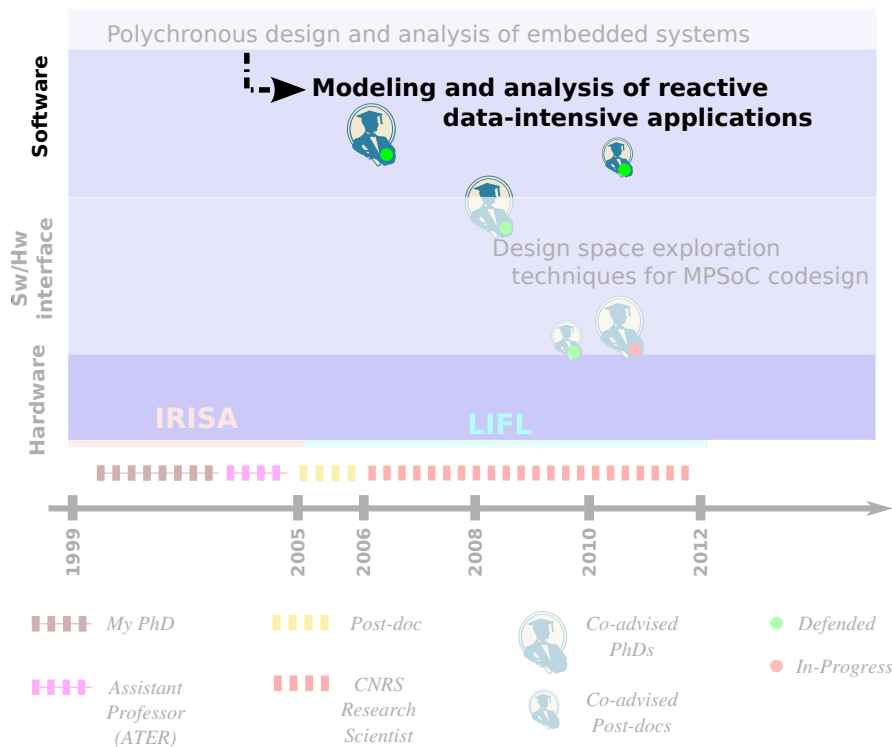 Polychronous design and analysis of embedded systems
Software
Modeling and analysis of reactive
data-intensive applications
Sw/Hw
interface
Design space exploration
techniques for MPSoC codesign
Hardware
IRISA
LIFL
1999
2005
2006
2008
2010
2012
My PhD
Post-doc
Co-advised
PhDs
Defended
In-Progress
Assistant
Professor
(ATER)
CNRS
Research
Scientist
Co-advised
Post-docs